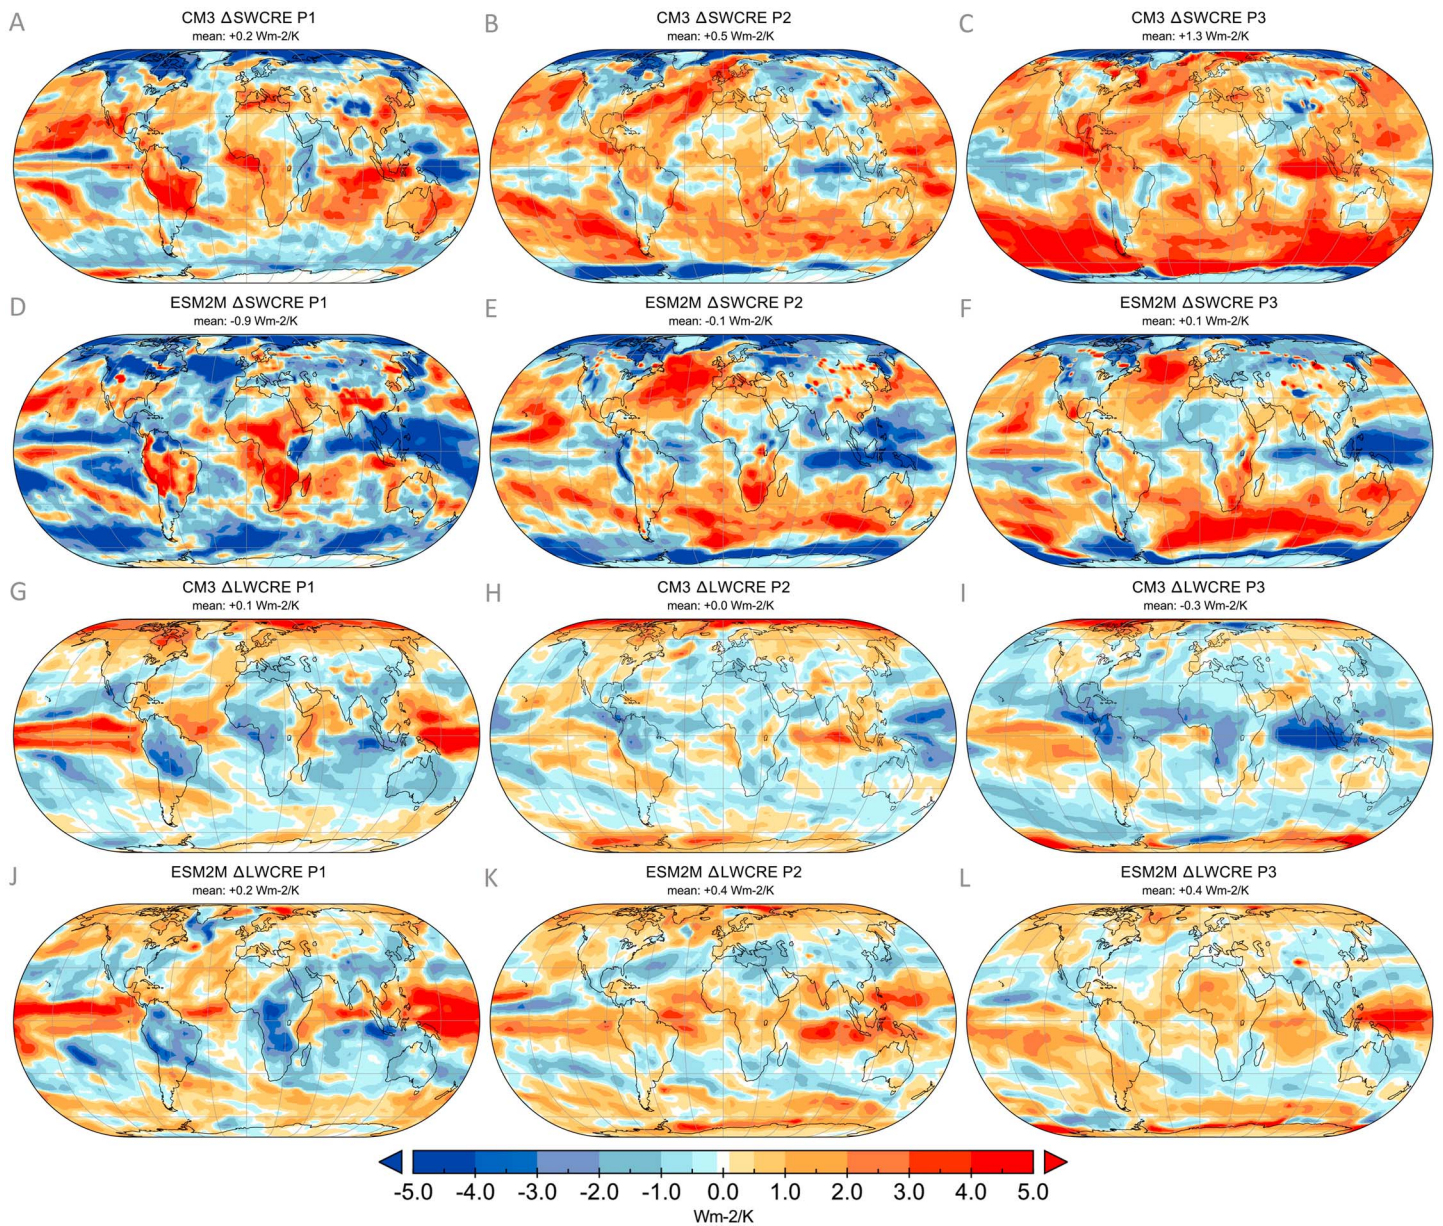 A
CM3 ΔSWCRE P1
mean: +0.2 Wm-2/K
B
CM3 ΔSWCRE P2
mean: +0.5 Wm-2/K
C
CM3 ΔSWCRE P3
mean: +1.3 Wm-2/K
D
ESM2M ΔSWCRE P1
mean: -0.9 Wm-2/K
E
ESM2M ΔSWCRE P2
mean: -0.1 Wm-2/K
F
ESM2M ΔSWCRE P3
mean: +0.1 Wm-2/K
G
CM3 ΔLWCRE P1
mean: +0.1 Wm-2/K
H
CM3 ΔLWCRE P2
mean: +0.0 Wm-2/K
I
CM3 ΔLWCRE P3
mean: -0.3 Wm-2/K
J
ESM2M ΔLWCRE P1
mean: +0.2 Wm-2/K
K
ESM2M ΔLWCRE P2
mean: +0.4 Wm-2/K
L
ESM2M ΔLWCRE P3
mean: +0.4 Wm-2/K
-5.0 -4.0 -3.0 -2.0 -1.0 0.0 1.0 2.0 3.0 4.0 5.0
Wm-2/K